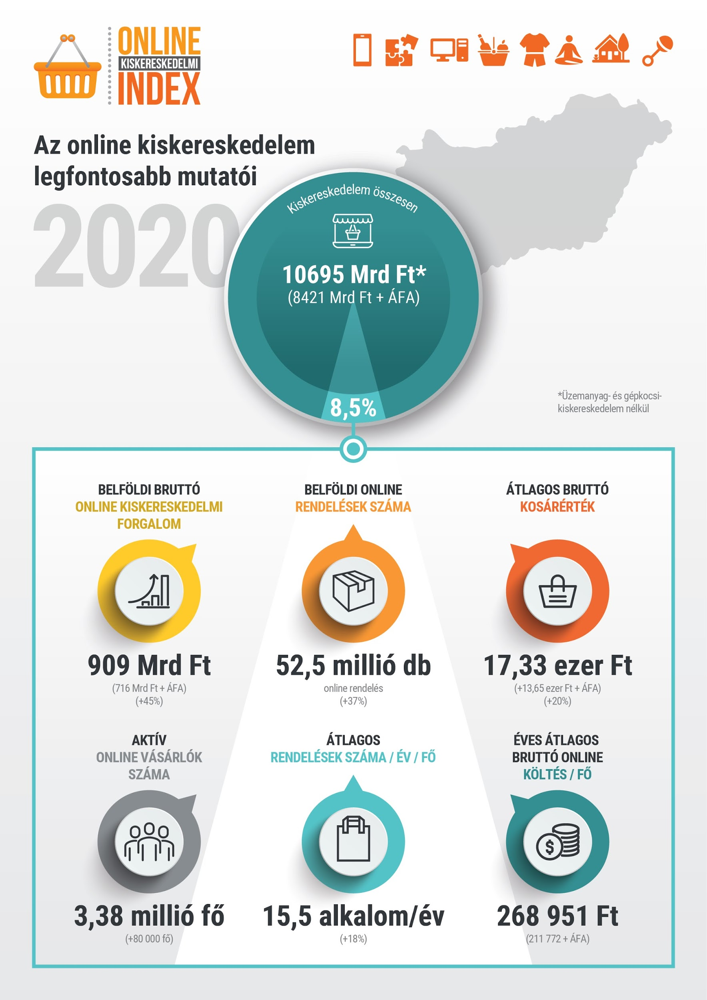 ONLINE
KISKERESKEDELMI
INDEX
Az online kiskereskedelem
legfontosabb mutatói
2020
Kiskereskedelem összesen
10695 Mrd Ft*
(8421 Mrd Ft + ÁFA)
8,5%
*Üzemanyag- és gépkocsi-
kiskereskedelem nélkül
BELFÖLDI BRUTTÓ
ONLINE KISKERESKEDELMI
FORGALOM
909 Mrd Ft
(716 Mrd Ft + ÁFA)
(+45%)
BELFÖLDI ONLINE
RENDELÉSEK SZÁMA
52,5 millió db
online rendelés
(+37%)
ÁTLAGOS BRUTTÓ
KOSÁRÉRTÉK
17,33 ezer Ft
(+13,65 ezer Ft + ÁFA)
(+20%)
AKTÍV
ONLINE VÁSÁRLÓK
SZÁMA
3,38 millió fő
(+80 000 fő)
ÁTLAGOS
RENDELÉSEK SZÁMA / ÉV / FŐ
15,5 alkalom/év
(+18%)
ÉVES ÁTLAGOS
BRUTTÓ ONLINE
KÖLTÉS / FŐ
$
268 951 Ft
(211 772 + ÁFA)